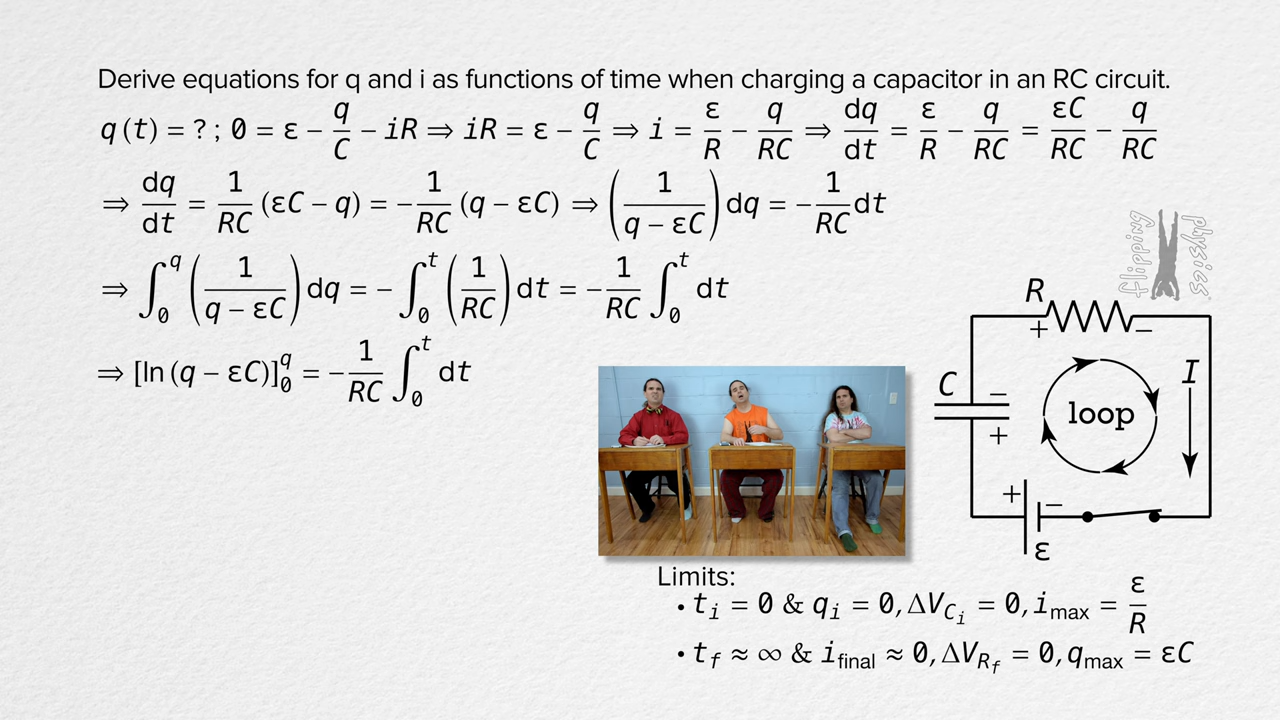 Derive equations for q and i as functions of time when charging a capacitor in an RC circuit.
q (t) = ? ; 0 = ε − q/C − iR ⇒ iR = ε − q/C ⇒ i = ε/R − q/RC ⇒ dq/dt = ε/R − q/RC = εC/RC − q/RC
⇒ dq/dt = 1/RC (εC − q) = − 1/RC (q − εC) ⇒ (1/(q − εC)) dq = − 1/RC dt
⇒ ∫₀^q (1/(q − εC)) dq = − ∫₀^t (1/RC) dt = − 1/RC ∫₀^t dt
⇒ [ln (q − εC)]₀^q = − 1/RC ∫₀^t dt
flipping physics
R
+ −
C
−
+
loop
I
+ −
ε
Limits:
• t_i = 0 & q_i = 0, ΔV_C_i = 0, i_max = ε/R
• t_f ≈ ∞ & i_final ≈ 0, ΔV_R_f = 0, q_max = εC